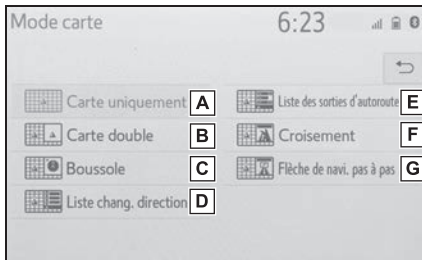 Mode carte 6:23
Carte uniquement A
Carte double B
Boussole C
Liste chang. direction D
Liste des sorties d'autoroute E
Croisement F
Flèche de navi. pas à pas G